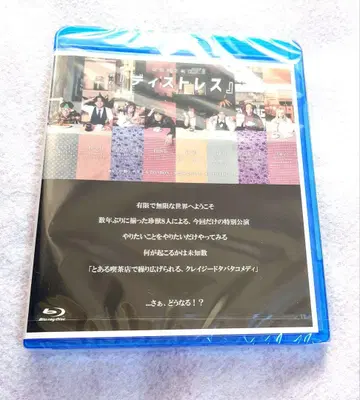 『ディストレス』
有限で無限な世界へようこそ
数年ぶりに揃った珍獣8人による、今回だけの特別公演
やりたいことをやりたいだけやってみる
何が起こるかは未知数
「とある喫茶店で繰り広げられる、クレイジードタバタコメディ」
...さぁ、どうなる！？
Blu-ray Disc